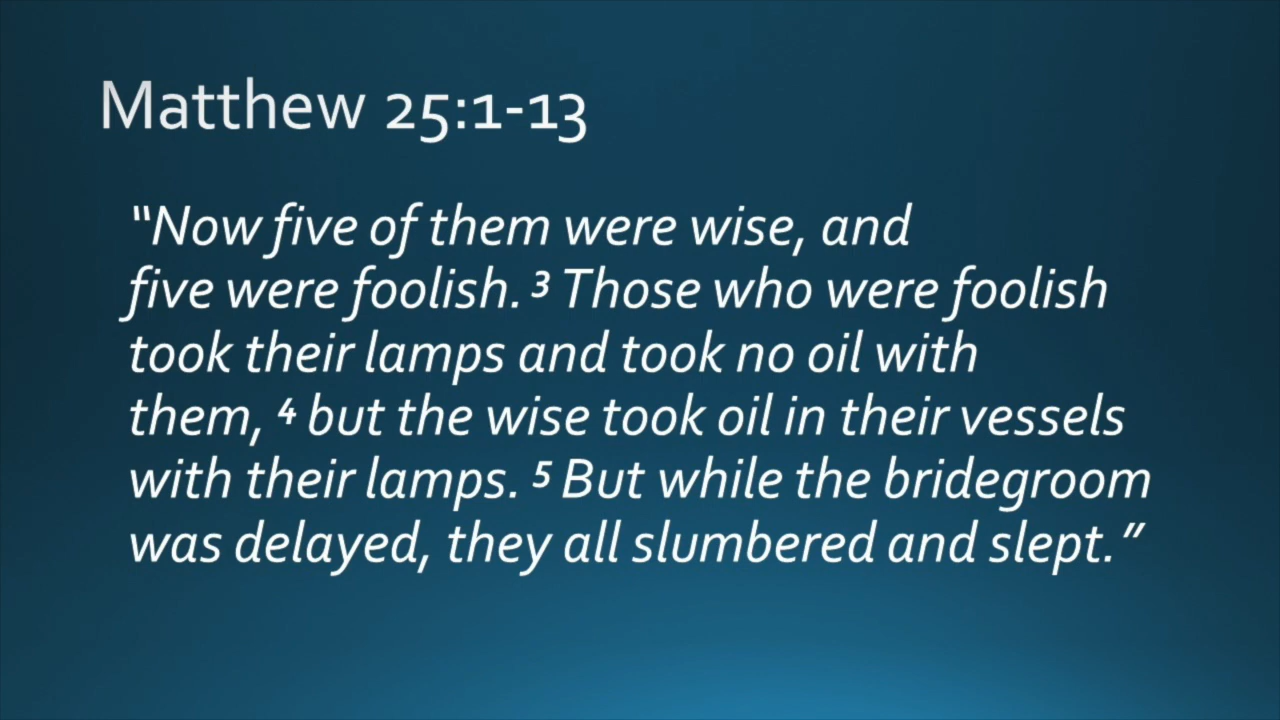 Matthew 25:1-13
“Now five of them were wise, and
five were foolish. ³ Those who were foolish
took their lamps and took no oil with
them, ⁴ but the wise took oil in their vessels
with their lamps. ⁵ But while the bridegroom
was delayed, they all slumbered and slept.”